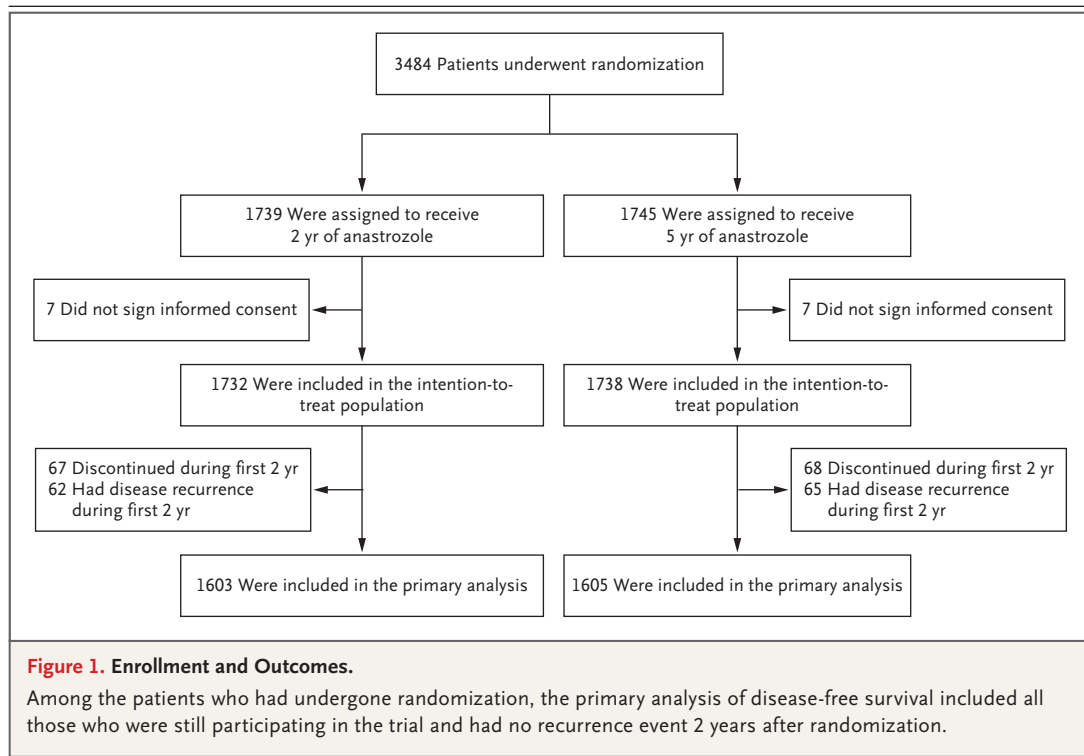 3484 Patients underwent randomization
1739 Were assigned to receive
2 yr of anastrozole
1745 Were assigned to receive
5 yr of anastrozole
7 Did not sign informed consent
7 Did not sign informed consent
1732 Were included in the intention-to-
treat population
1738 Were included in the intention-to-
treat population
67 Discontinued during first 2 yr
62 Had disease recurrence
during first 2 yr
68 Discontinued during first 2 yr
65 Had disease recurrence
during first 2 yr
1603 Were included in the primary analysis
1605 Were included in the primary analysis
Figure 1. Enrollment and Outcomes.
Among the patients who had undergone randomization, the primary analysis of disease-free survival included all
those who were still participating in the trial and had no recurrence event 2 years after randomization.